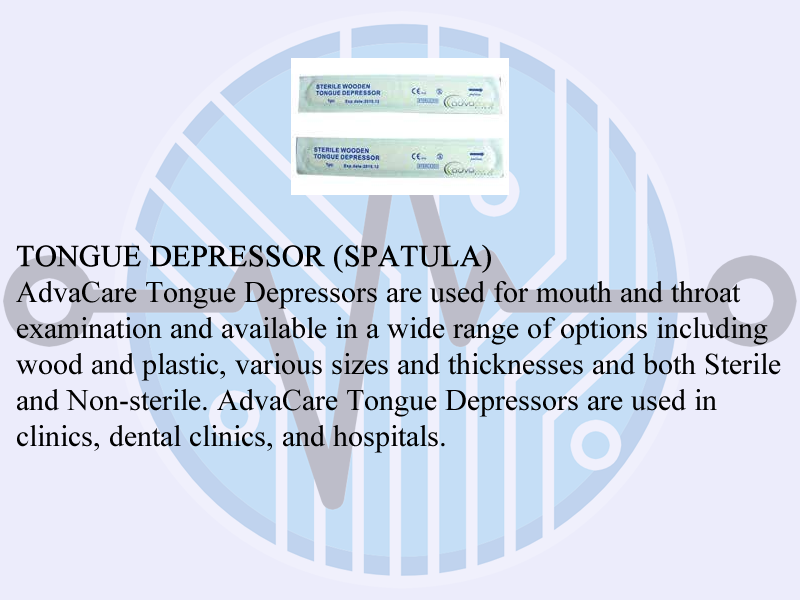 STERILE WOODEN
TONGUE DEPRESSOR
1pc Exp date:2015.12
CE
STERILE WOODEN
TONGUE DEPRESSOR
1pc Exp date:2015.12
CE
TONGUE DEPRESSOR (SPATULA)
AdvaCare Tongue Depressors are used for mouth and throat
examination and available in a wide range of options including
wood and plastic, various sizes and thicknesses and both Sterile
and Non-sterile. AdvaCare Tongue Depressors are used in
clinics, dental clinics, and hospitals.